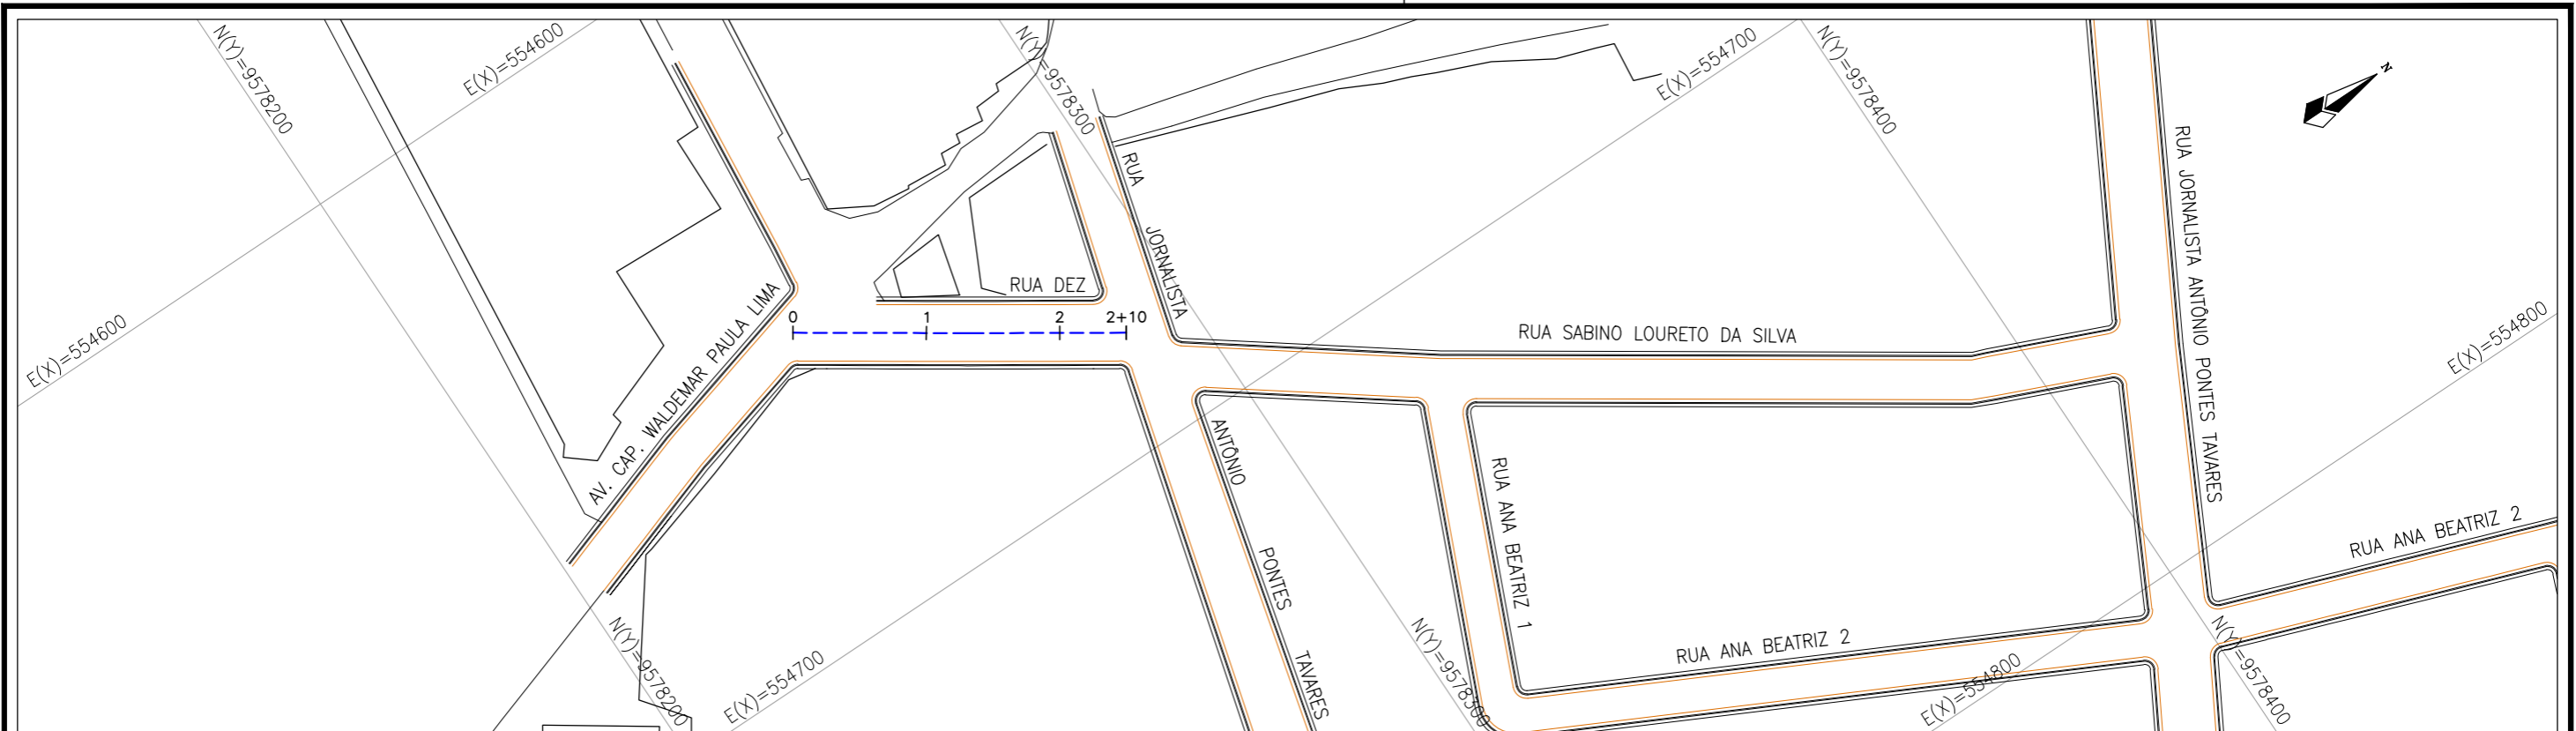 N(Y)=9578200
E(X)=554600
N(Y)=9578300
E(X)=554700
N(Y)=9578400
N
RUA JORNALISTA ANTÔNIO PONTES TAVARES
RUA
JORNALISTA
RUA DEZ
AV. CAP. WALDEMAR PAULA LIMA
0
1
2
2+10
RUA SABINO LOURETO DA SILVA
E(X)=554600
E(X)=554800
ANTÔNIO
PONTES
TAVARES
RUA ANA BEATRIZ 1
RUA ANA BEATRIZ 2
RUA ANA BEATRIZ 2
N(Y)=9578200
E(X)=554700
N(Y)=9578300
E(X)=554800
N(Y)=9578400